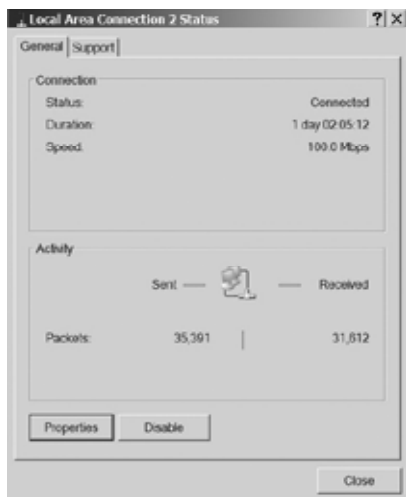 Local Area Connection 2 Status ? X
General Support
Connection
Status: Connected
Duration: 1 day 02:05:12
Speed: 100.0 Mbps
Activity
Sent — — Received
Packets: 35,391 | 31,612
Properties Disable
Close